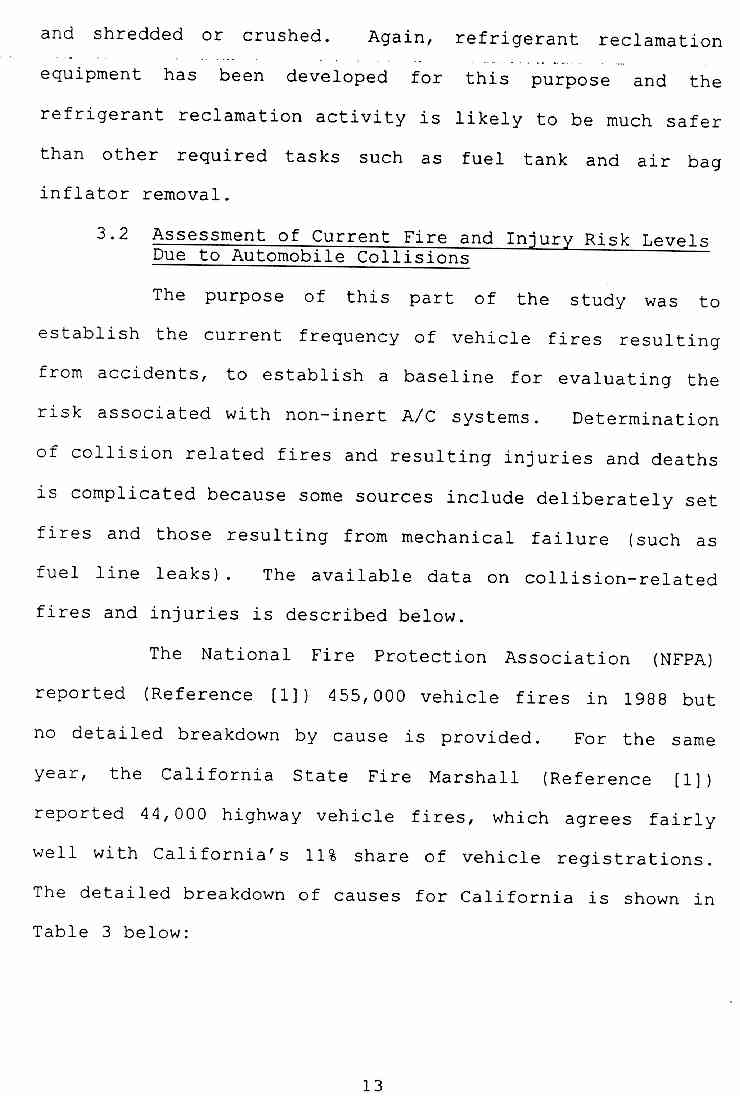 and shredded or crushed. Again, refrigerant reclamation
equipment has been developed for this purpose and the
refrigerant reclamation activity is likely to be much safer
than other required tasks such as fuel tank and air bag
inflator removal.
3.2 Assessment of Current Fire and Injury Risk Levels
Due to Automobile Collisions
The purpose of this part of the study was to
establish the current frequency of vehicle fires resulting
from accidents, to establish a baseline for evaluating the
risk associated with non-inert A/C systems. Determination
of collision related fires and resulting injuries and deaths
is complicated because some sources include deliberately set
fires and those resulting from mechanical failure (such as
fuel line leaks). The available data on collision-related
fires and injuries is described below.
The National Fire Protection Association (NFPA)
reported (Reference [1]) 455,000 vehicle fires in 1988 but
no detailed breakdown by cause is provided. For the same
year, the California State Fire Marshall (Reference [1])
reported 44,000 highway vehicle fires, which agrees fairly
well with California's 11% share of vehicle registrations.
The detailed breakdown of causes for California is shown in
Table 3 below:
13